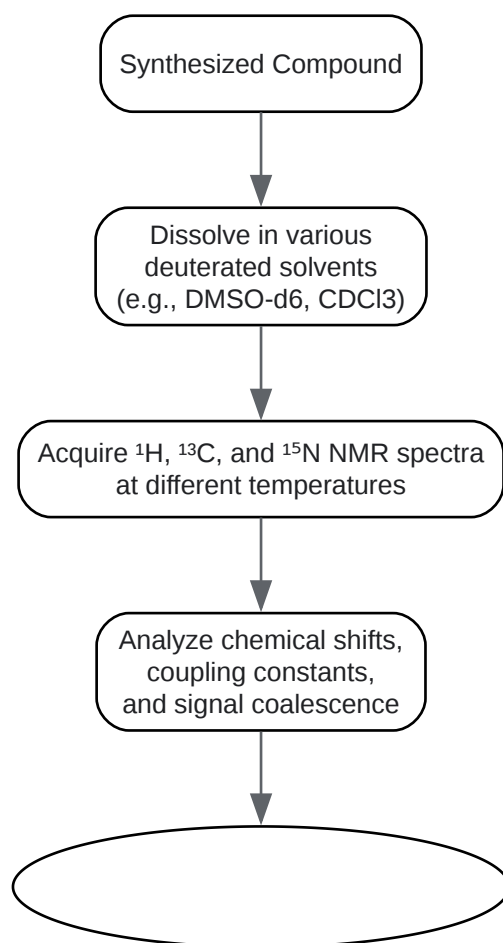 Synthesized Compound
Dissolve in various
deuterated solvents
(e.g., DMSO-d6, CDCl3)
Acquire ¹H, ¹³C, and ¹⁵N NMR spectra
at different temperatures
Analyze chemical shifts,
coupling constants,
and signal coalescence